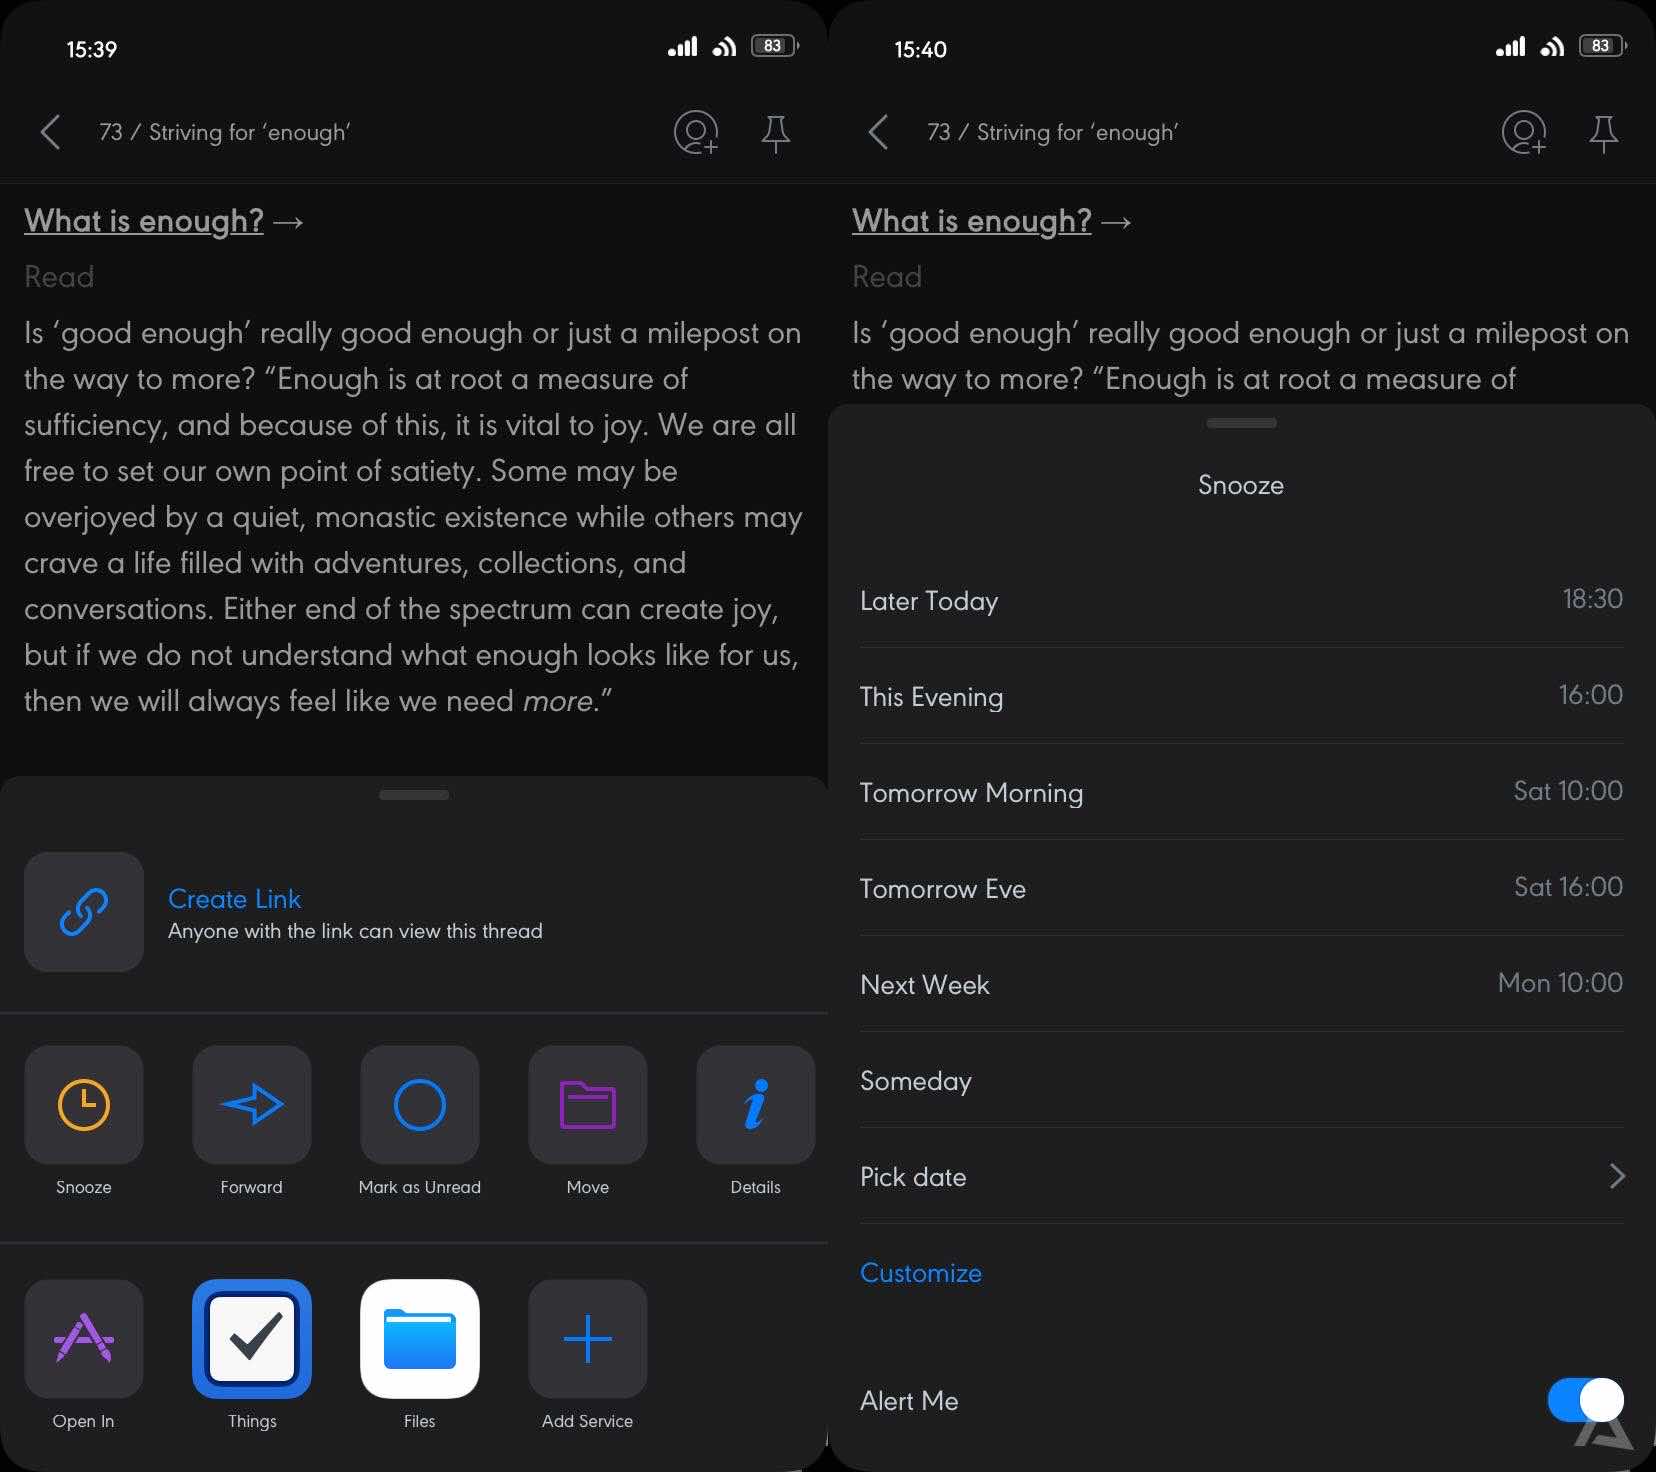 15:39
83
73 / Striving for ‘enough’
What is enough? →
Read
Is ‘good enough’ really good enough or just a milepost on
the way to more? “Enough is at root a measure of
sufficiency, and because of this, it is vital to joy. We are all
free to set our own point of satiety. Some may be
overjoyed by a quiet, monastic existence while others may
crave a life filled with adventures, collections, and
conversations. Either end of the spectrum can create joy,
but if we do not understand what enough looks like for us,
then we will always feel like we need more.”
Create Link
Anyone with the link can view this thread
Snooze
Forward
Mark as Unread
Move
Details
Open In
Things
Files
Add Service
15:40
83
73 / Striving for ‘enough’
What is enough? →
Read
Is ‘good enough’ really good enough or just a milepost on
the way to more? “Enough is at root a measure of
Snooze
Later Today 18:30
This Evening 16:00
Tomorrow Morning Sat 10:00
Tomorrow Eve Sat 16:00
Next Week Mon 10:00
Someday
Pick date
Customize
Alert Me